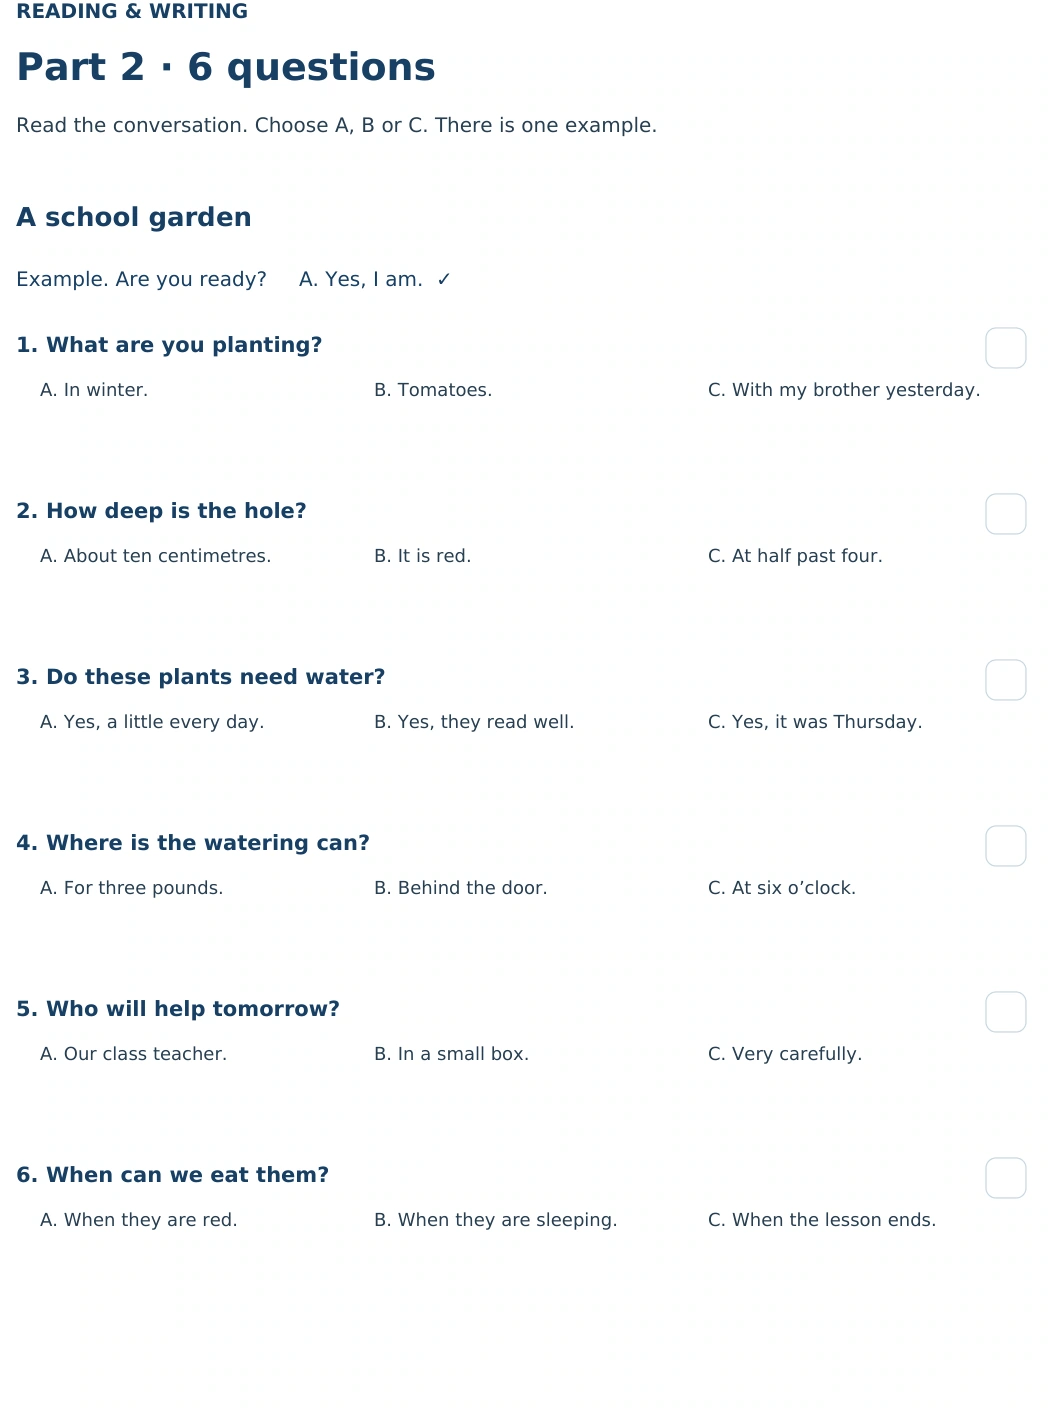 READING & WRITING
Part 2 · 6 questions
Read the conversation. Choose A, B or C. There is one example.
A school garden
Example. Are you ready? A. Yes, I am. ✓
1. What are you planting?
A. In winter. B. Tomatoes. C. With my brother yesterday.
2. How deep is the hole?
A. About ten centimetres. B. It is red. C. At half past four.
3. Do these plants need water?
A. Yes, a little every day. B. Yes, they read well. C. Yes, it was Thursday.
4. Where is the watering can?
A. For three pounds. B. Behind the door. C. At six o’clock.
5. Who will help tomorrow?
A. Our class teacher. B. In a small box. C. Very carefully.
6. When can we eat them?
A. When they are red. B. When they are sleeping. C. When the lesson ends.